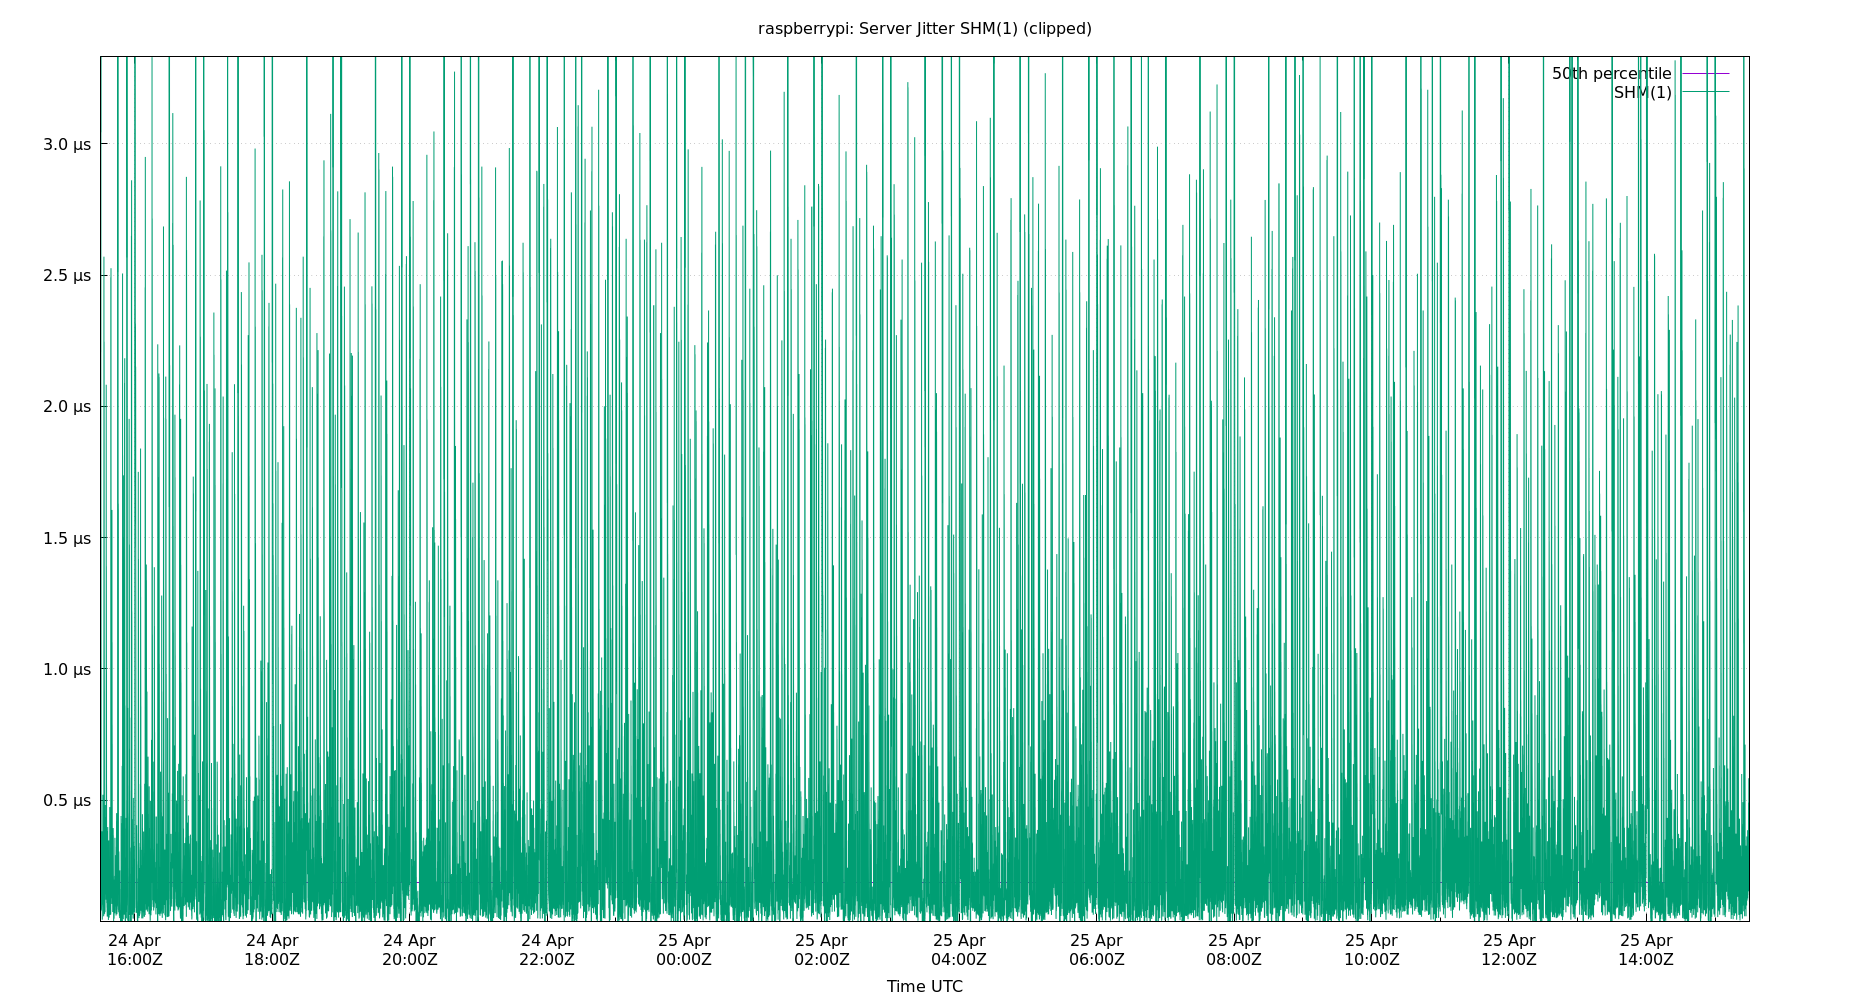 raspberrypi: Server Jitter SHM(1) (clipped)
50th percentile
SHM(1)
3.0 µs
2.5 µs
2.0 µs
1.5 µs
1.0 µs
0.5 µs
24 Apr 24 Apr 24 Apr 24 Apr 25 Apr 25 Apr 25 Apr 25 Apr 25 Apr 25 Apr 25 Apr 25 Apr
16:00Z 18:00Z 20:00Z 22:00Z 00:00Z 02:00Z 04:00Z 06:00Z 08:00Z 10:00Z 12:00Z 14:00Z
Time UTC